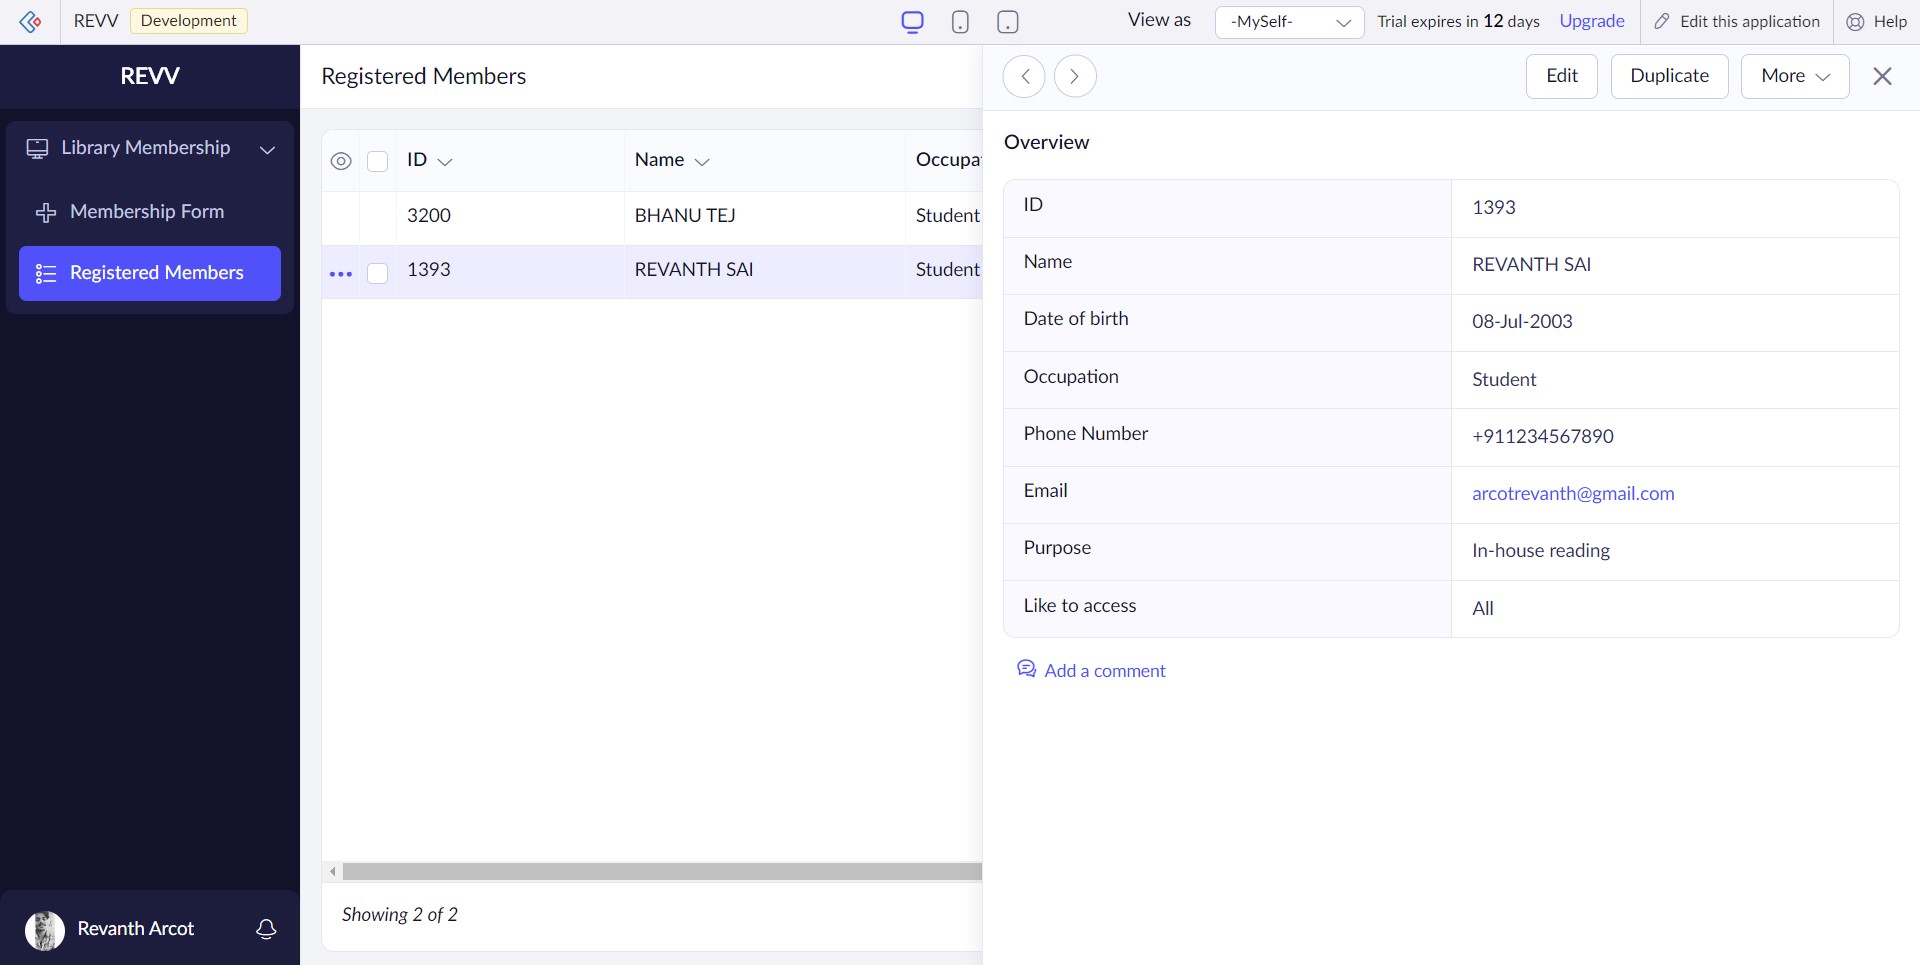 REVV Development View as -MySelf- Trial expires in 12 days Upgrade Edit this application Help
REVV
Library Membership
Membership Form
Registered Members
Revanth Arcot
Registered Members
ID Name Occupa
3200 BHANU TEJ Student
1393 REVANTH SAI Student
Showing 2 of 2
Edit Duplicate More
Overview
ID 1393
Name REVANTH SAI
Date of birth 08-Jul-2003
Occupation Student
Phone Number +911234567890
Email arcotrevanth@gmail.com
Purpose In-house reading
Like to access All
Add a comment